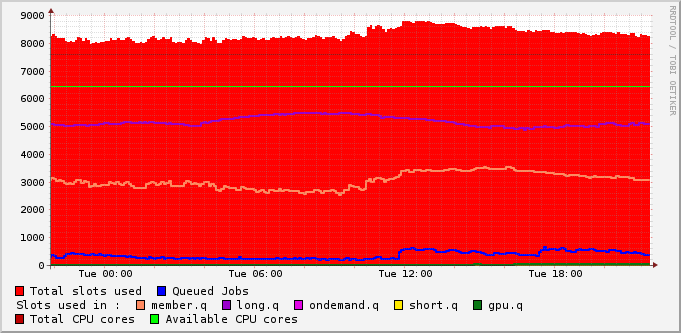 RRDTOOL / TOBI OETIKER
9000
8000
7000
6000
5000
4000
3000
2000
1000
0
Tue 00:00 Tue 06:00 Tue 12:00 Tue 18:00
Total slots used Queued Jobs
Slots used in : member.q long.q ondemand.q short.q gpu.q
Total CPU cores Available CPU cores